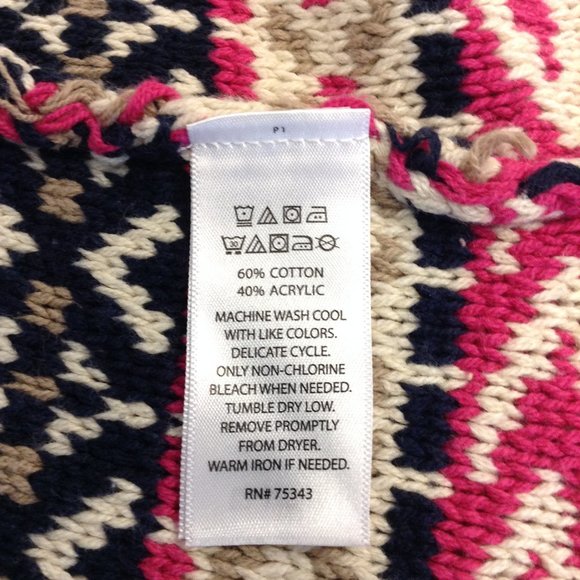 P1
30
60% COTTON
40% ACRYLIC
MACHINE WASH COOL
WITH LIKE COLORS.
DELICATE CYCLE.
ONLY NON-CHLORINE
BLEACH WHEN NEEDED.
TUMBLE DRY LOW.
REMOVE PROMPTLY
FROM DRYER.
WARM IRON IF NEEDED.
RN# 75343